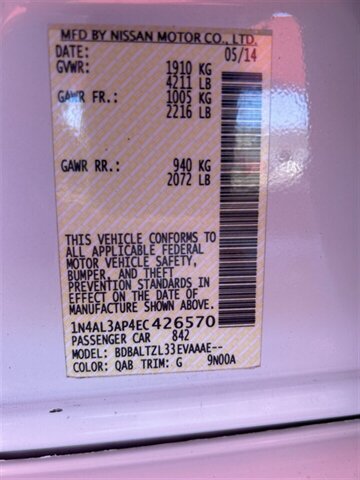 MFD BY NISSAN MOTOR CO., LTD.
DATE: 05/14
GVWR: 1910 KG
4211 LB
GAWR FR.: 1005 KG
2216 LB
GAWR RR.: 940 KG
2072 LB
THIS VEHICLE CONFORMS TO
ALL APPLICABLE FEDERAL
MOTOR VEHICLE SAFETY,
BUMPER, AND THEFT
PREVENTION STANDARDS IN
EFFECT ON THE DATE OF
MANUFACTURE SHOWN ABOVE.
1N4AL3AP4EC426570
PASSENGER CAR 842
MODEL: BDBALTZL33EVAAAE--
COLOR: QAB TRIM: G 9N00A